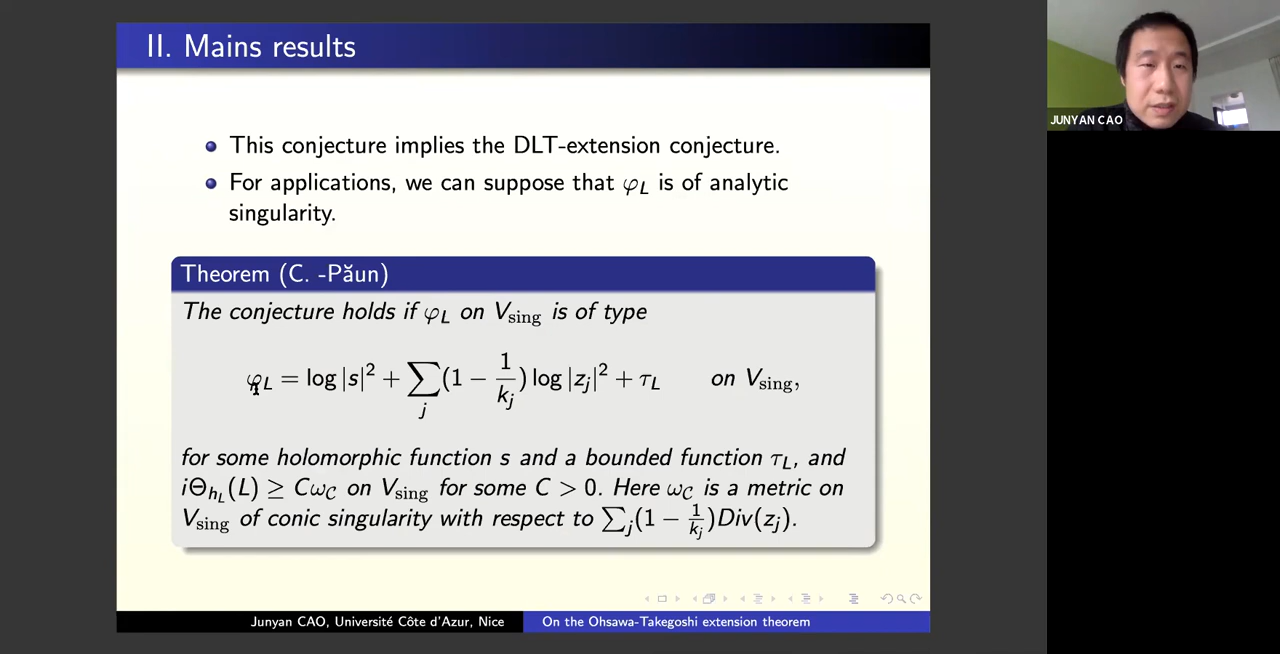 II. Mains results
JUNYAN CAO
This conjecture implies the DLT-extension conjecture.
For applications, we can suppose that φ_L is of analytic
singularity.
Theorem (C. -Păun)
The conjecture holds if φ_L on V_sing is of type
φ_L = log |s|² + ∑_j (1 − 1/k_j) log |z_j|² + τ_L on V_sing,
for some holomorphic function s and a bounded function τ_L, and
iΘ_{h_L}(L) ≥ Cω_𝒞 on V_sing for some C > 0. Here ω_𝒞 is a metric on
V_sing of conic singularity with respect to ∑_j(1 − 1/k_j)Div(z_j).
Junyan CAO, Université Côte d'Azur, Nice
On the Ohsawa-Takegoshi extension theorem